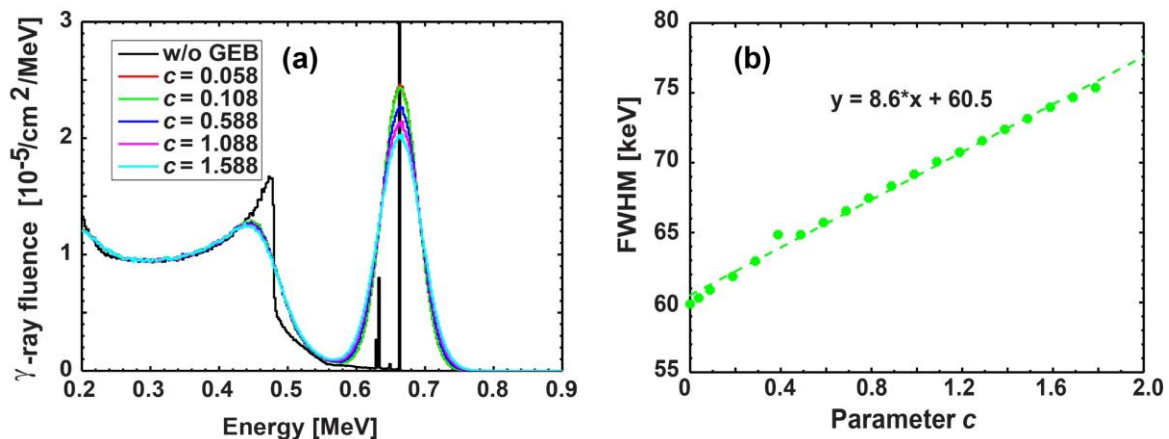 (a)
w/o GEB
c = 0.058
c = 0.108
c = 0.588
c = 1.088
c = 1.588
γ-ray fluence [10-5/cm2/MeV]
3
2
1
0
0.2 0.3 0.4 0.5 0.6 0.7 0.8 0.9
Energy [MeV]
(b)
y = 8.6*x + 60.5
FWHM [keV]
80
75
70
65
60
55
0 0.4 0.8 1.2 1.6 2.0
Parameter c